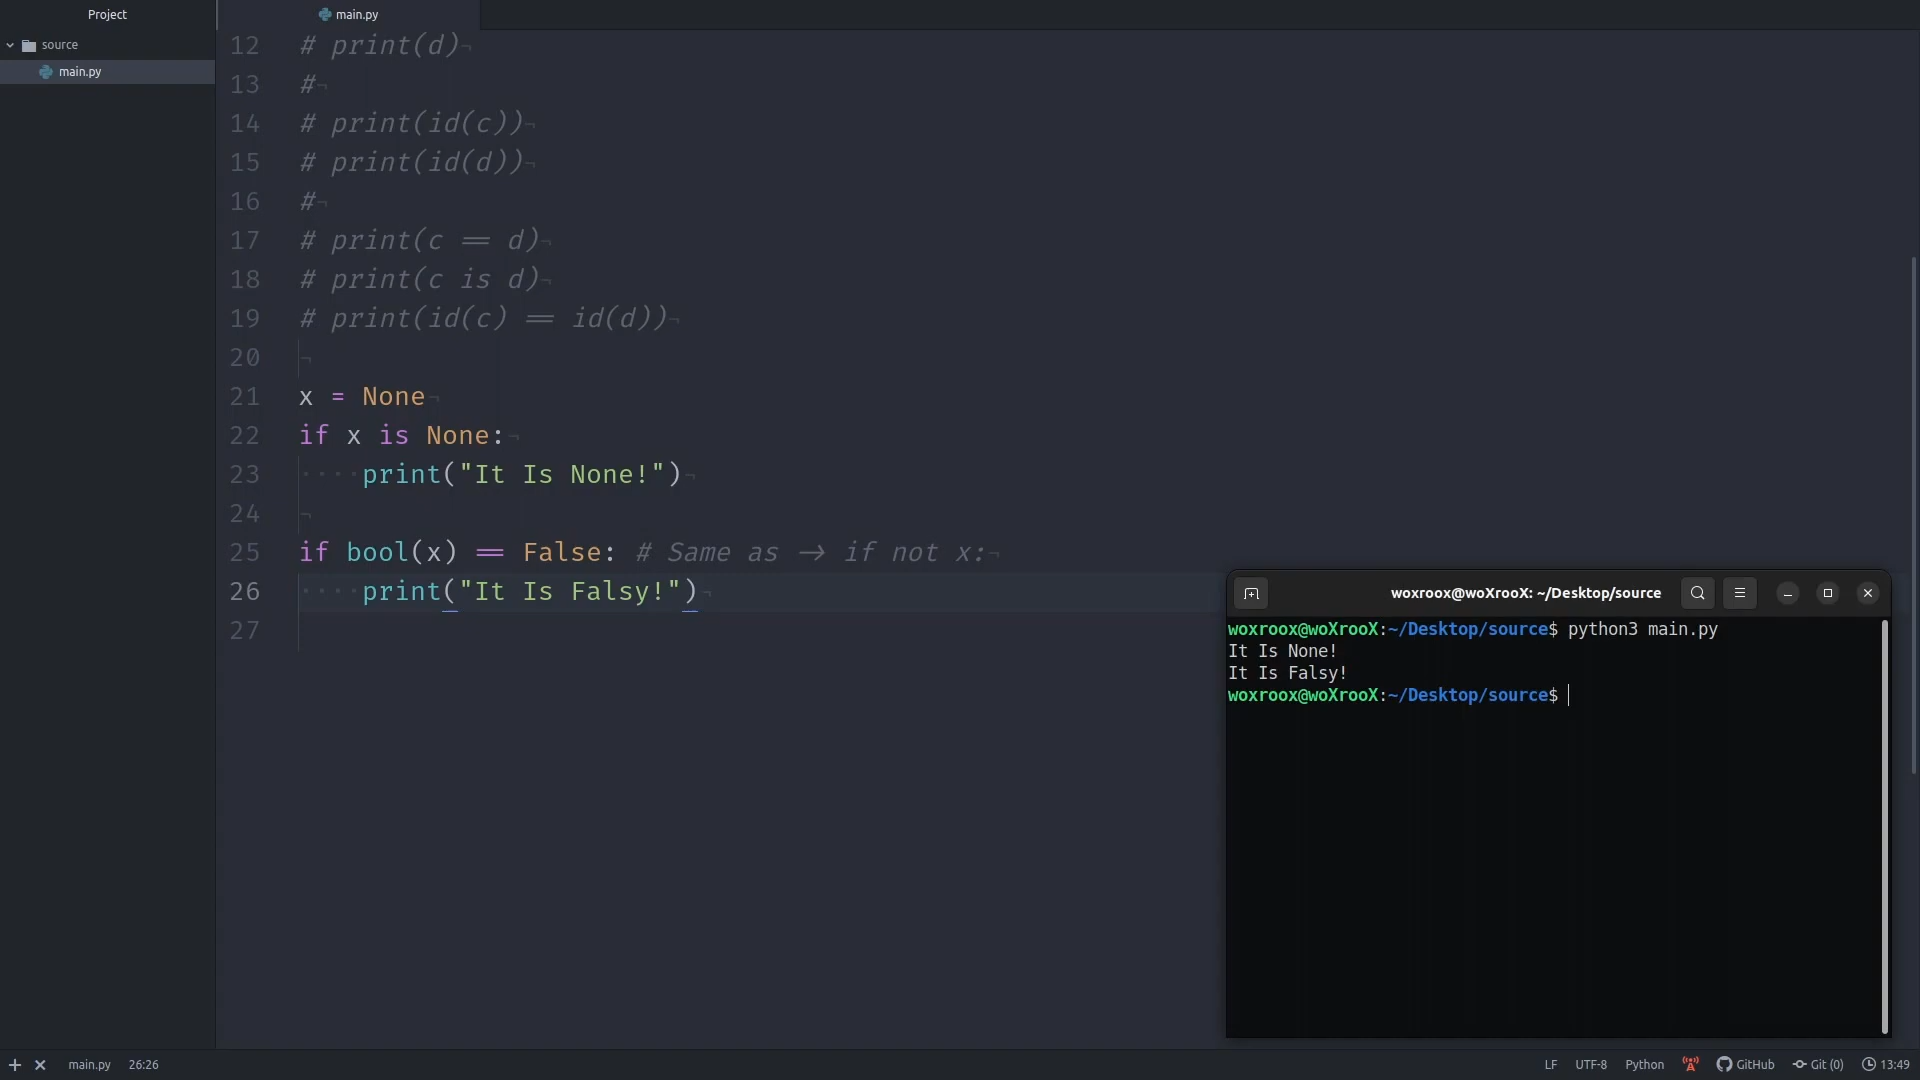 Project
main.py
source
main.py
12 # print(d)¬
13 #¬
14 # print(id(c))¬
15 # print(id(d))¬
16 #¬
17 # print(c == d)¬
18 # print(c is d)¬
19 # print(id(c) == id(d))¬
20 ¬
21 x = None¬
22 if x is None:¬
23 ····print("It Is None!")¬
24 ¬
25 if bool(x) == False: # Same as -> if not x:¬
26 ····print("It Is Falsy!")¬
27
woxroox@woXrooX: ~/Desktop/source
woxroox@woXrooX:~/Desktop/source$ python3 main.py
It Is None!
It Is Falsy!
woxroox@woXrooX:~/Desktop/source$
main.py 26:26 LF UTF-8 Python GitHub Git (0) 13:49